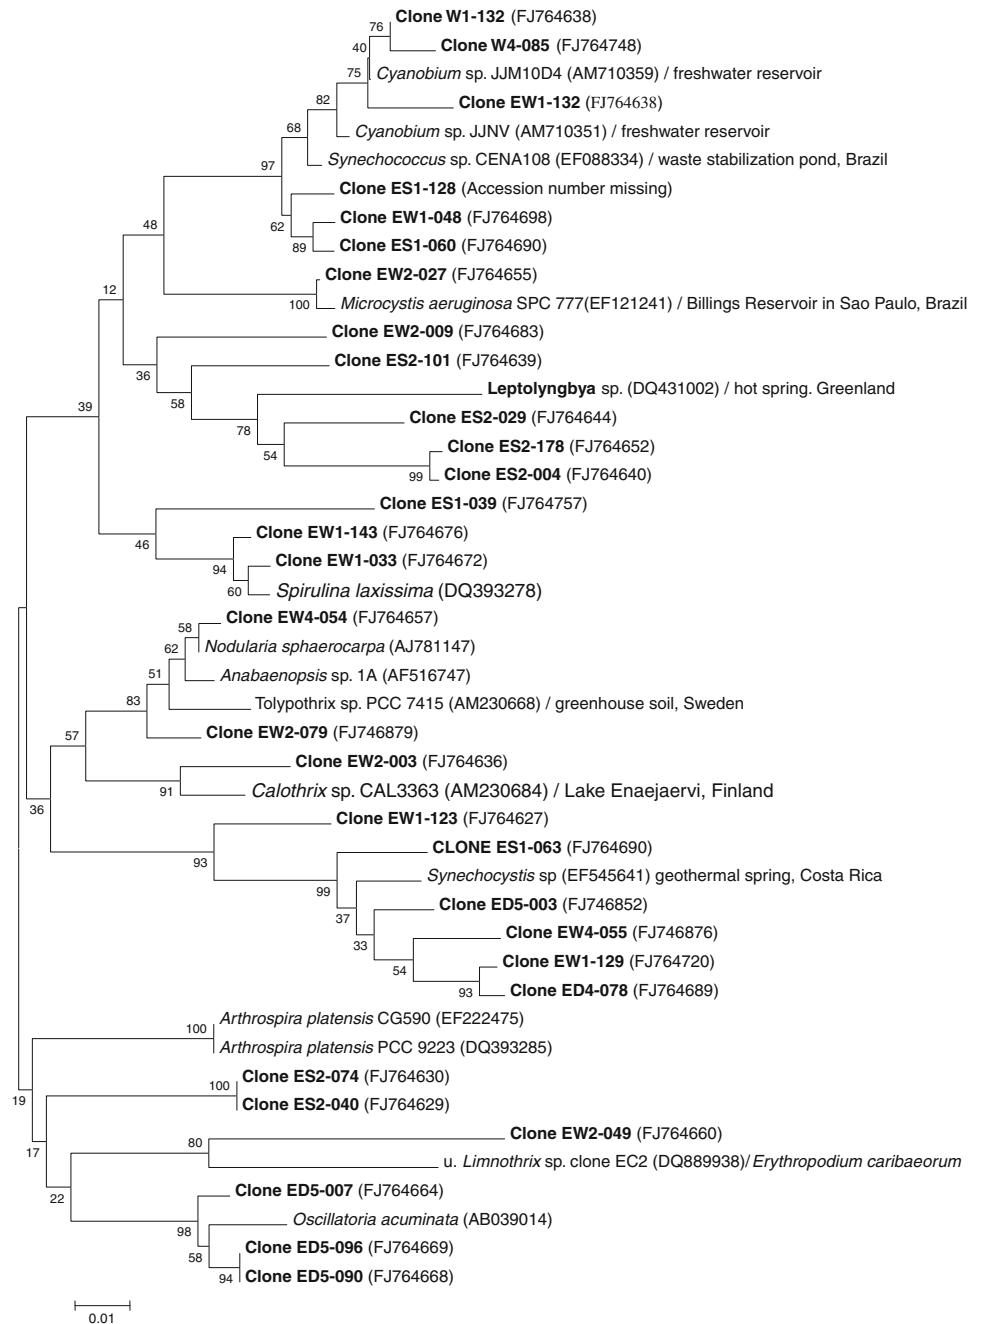 Clone W1-132 (FJ764638)
76
Clone W4-085 (FJ764748)
40
Cyanobium sp. JJM10D4 (AM710359) / freshwater reservoir
75
Clone EW1-132 (FJ764638)
82
Cyanobium sp. JJNV (AM710351) / freshwater reservoir
68
Synechococcus sp. CENA108 (EF088334) / waste stabilization pond, Brazil
97
Clone ES1-128 (Accession number missing)
Clone EW1-048 (FJ764698)
62
48
Clone ES1-060 (FJ764690)
89
Clone EW2-027 (FJ764655)
12
Microcystis aeruginosa SPC 777(EF121241) / Billings Reservoir in Sao Paulo, Brazil
100
Clone EW2-009 (FJ764683)
Clone ES2-101 (FJ764639)
36
Leptolyngbya sp. (DQ431002) / hot spring. Greenland
58
39
Clone ES2-029 (FJ764644)
78
Clone ES2-178 (FJ764652)
54
Clone ES2-004 (FJ764640)
99
Clone ES1-039 (FJ764757)
Clone EW1-143 (FJ764676)
46
Clone EW1-033 (FJ764672)
94
Spirulina laxissima (DQ393278)
60
Clone EW4-054 (FJ764657)
58
Nodularia sphaerocarpa (AJ781147)
62
Anabaenopsis sp. 1A (AF516747)
51
Tolypothrix sp. PCC 7415 (AM230668) / greenhouse soil, Sweden
83
Clone EW2-079 (FJ746879)
57
Clone EW2-003 (FJ764636)
Calothrix sp. CAL3363 (AM230684) / Lake Enaejaervi, Finland
91
36
Clone EW1-123 (FJ764627)
CLONE ES1-063 (FJ764690)
93
Synechocystis sp (EF545641) geothermal spring, Costa Rica
99
Clone ED5-003 (FJ746852)
37
Clone EW4-055 (FJ746876)
33
Clone EW1-129 (FJ764720)
54
Clone ED4-078 (FJ764689)
93
Arthrospira platensis CG590 (EF222475)
100
Arthrospira platensis PCC 9223 (DQ393285)
Clone ES2-074 (FJ764630)
100
Clone ES2-040 (FJ764629)
19
Clone EW2-049 (FJ764660)
80
17
u. Limnothrix sp. clone EC2 (DQ889938)/Erythropodium caribaeorum
Clone ED5-007 (FJ764664)
22
Oscillatoria acuminata (AB039014)
98
Clone ED5-096 (FJ764669)
58
Clone ED5-090 (FJ764668)
94
0.01